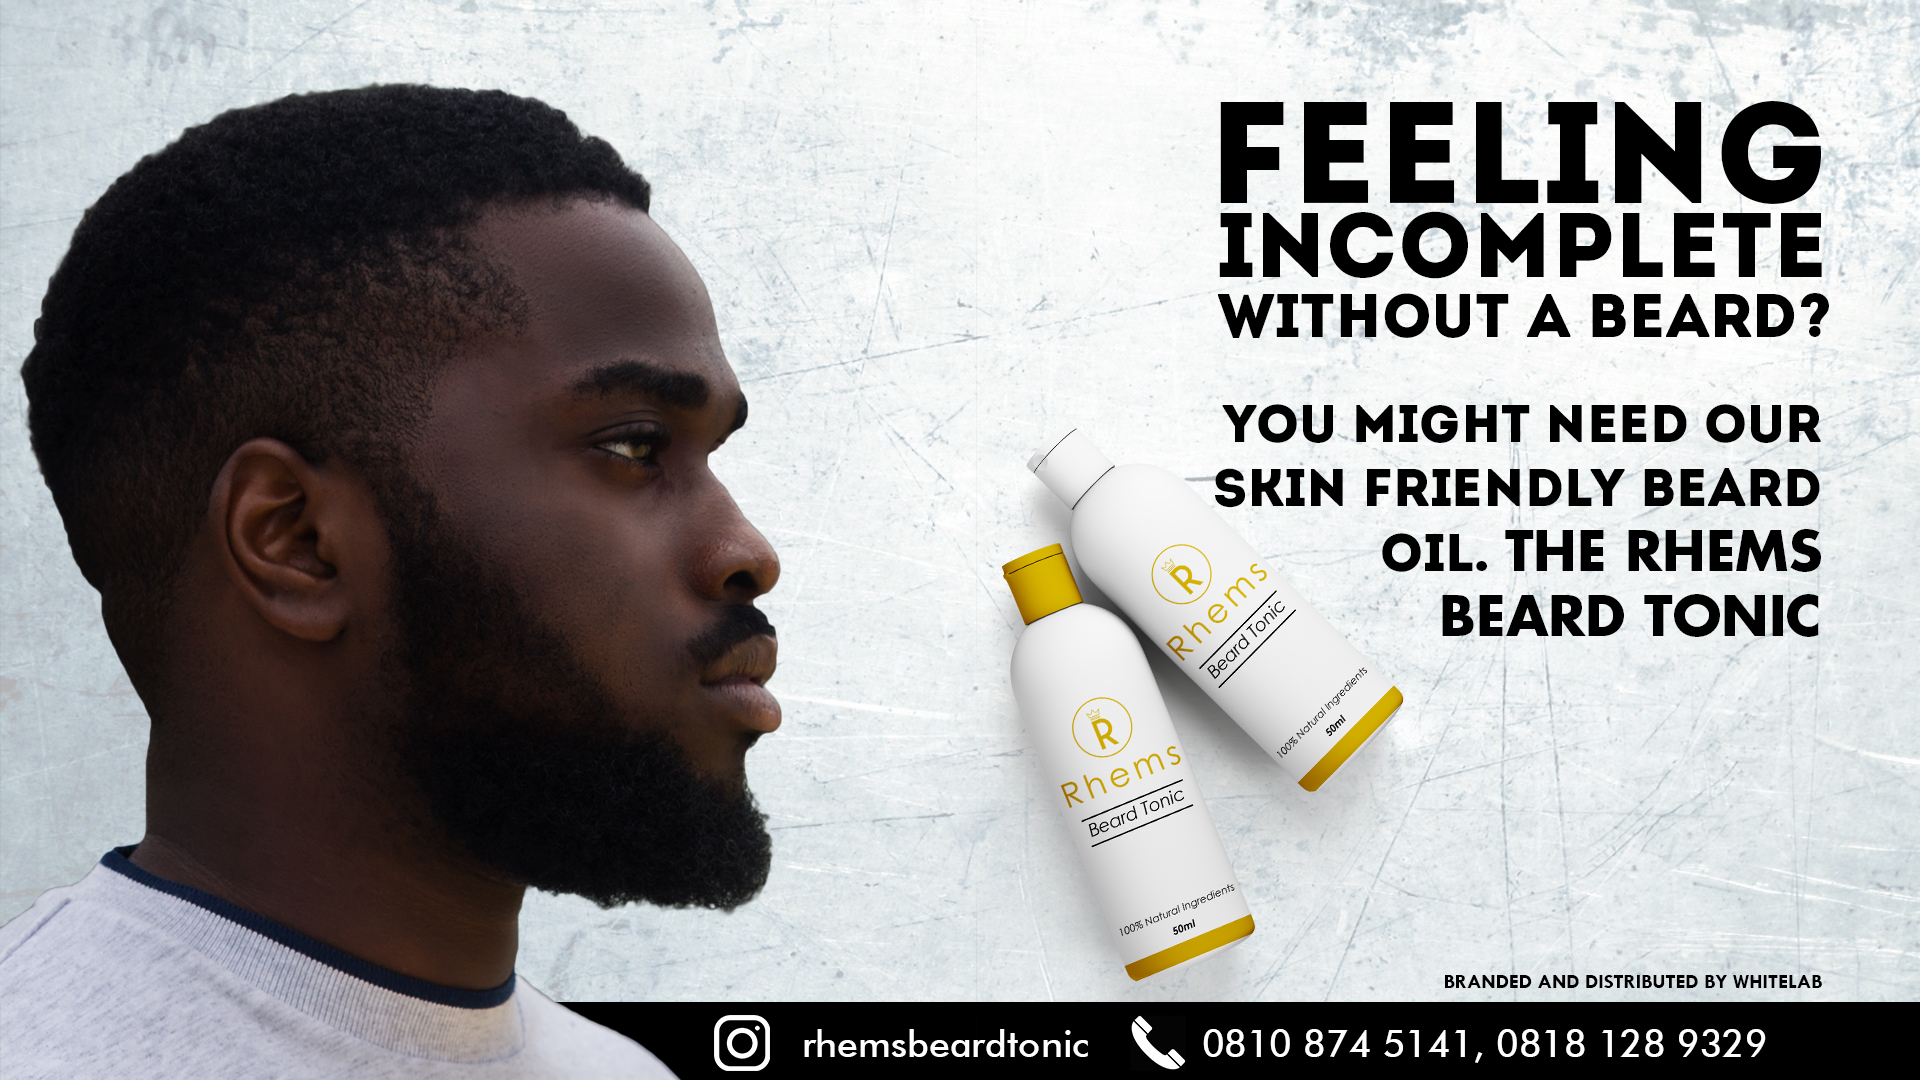 FEELING
INCOMPLETE
WITHOUT A BEARD?
YOU MIGHT NEED OUR
SKIN FRIENDLY BEARD
OIL. THE RHEMS
BEARD TONIC
R
Rhems
Beard Tonic
100% Natural Ingredients
50ml
R
Rhems
Beard Tonic
100% Natural Ingredients
50ml
BRANDED AND DISTRIBUTED BY WHITELAB
rhemsbeardtonic
0810 874 5141, 0818 128 9329